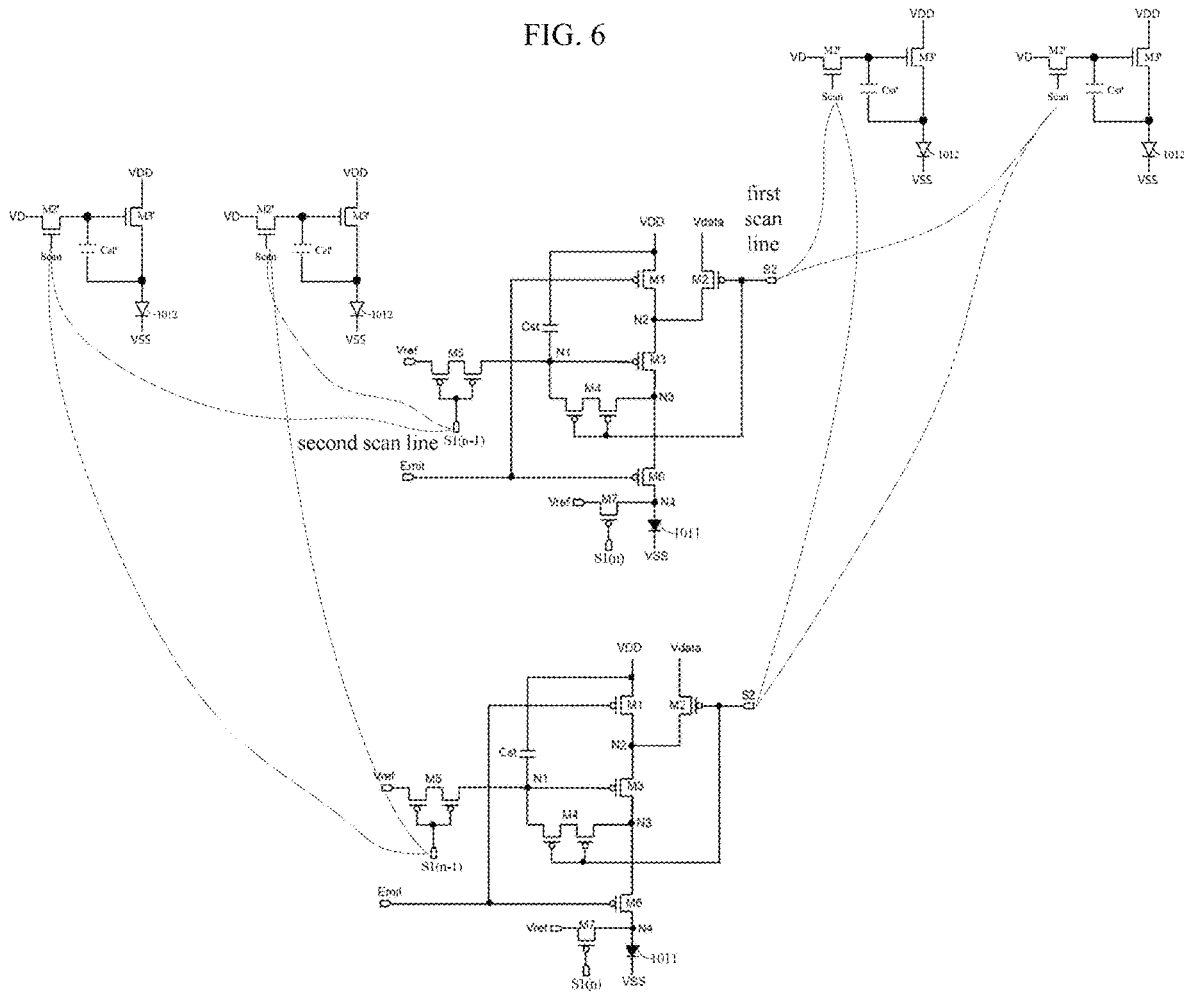 FIG. 6
VDD
VD
M2'
M3'
Cst'
Scan
1012
VSS
VDD
VD
M2'
M3'
Cst'
Scan
1012
VSS
VDD
VD
M2'
M3'
Cst'
Scan
1012
VSS
VDD
VD
M2'
M3'
Cst'
Scan
1012
VSS
first
scan
line
VDD
Vdata
M1
M2
S2
N2
Cst
Vref
M5
N1
M3
M4
N3
second scan line
S1(n-1)
Emit
M6
Vref
M7
N4
1011
S1(n)
VSS
VDD
Vdata
M1
M2
S2
N2
Cst
Vref
M5
N1
M3
M4
N3
S1(n-1)
Emit
M6
Vref
M7
N4
1011
S1(n)
VSS